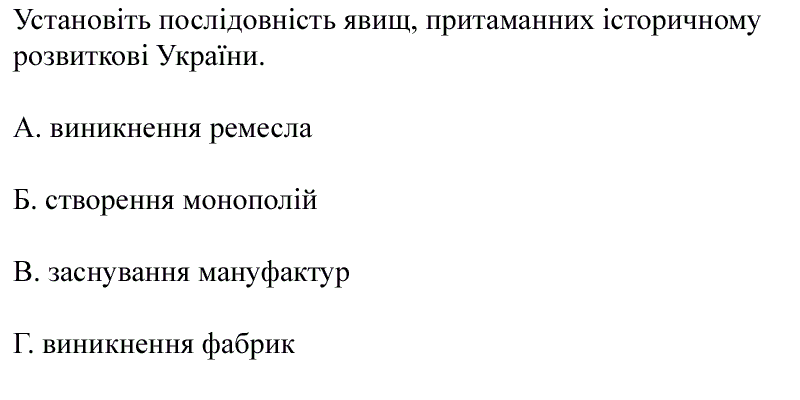 Установіть послідовність явищ, притаманних історичному
розвиткові України.
А. виникнення ремесла
Б. створення монополій
В. заснування мануфактур
Г. виникнення фабрик